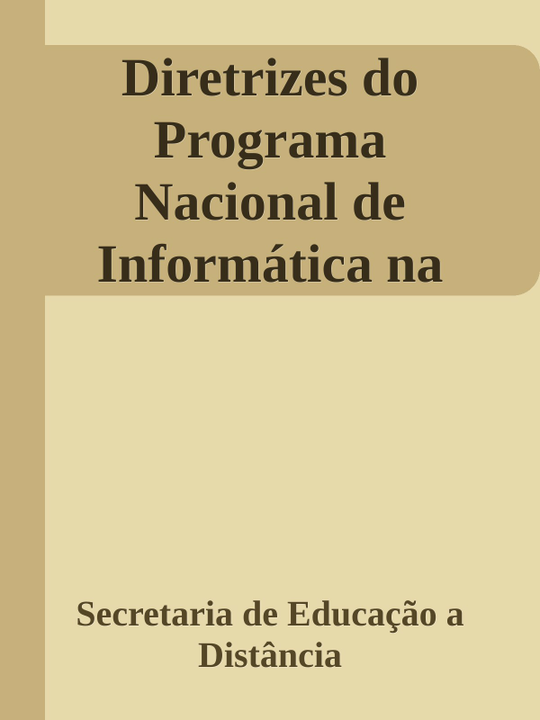 Diretrizes do
Programa
Nacional de
Informática na
Secretaria de Educação a
Distância